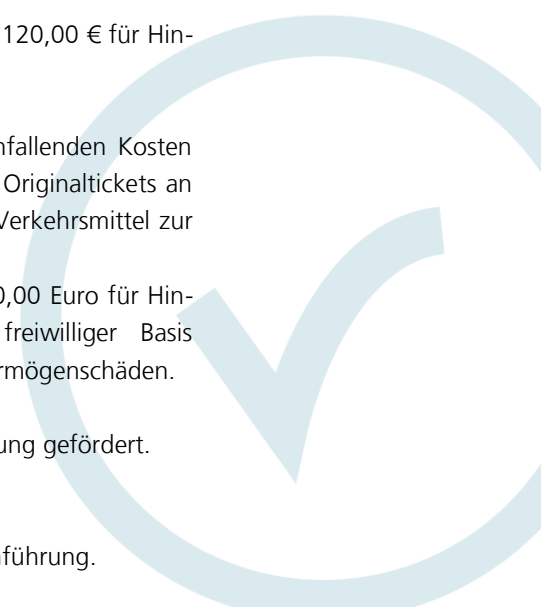 120,00 € für Hin-
nfallenden Kosten
Originaltickets an
Verkehrsmittel zur
0,00 Euro für Hin-
freiwilliger Basis
rmögenschäden.
ung gefördert.
führung.